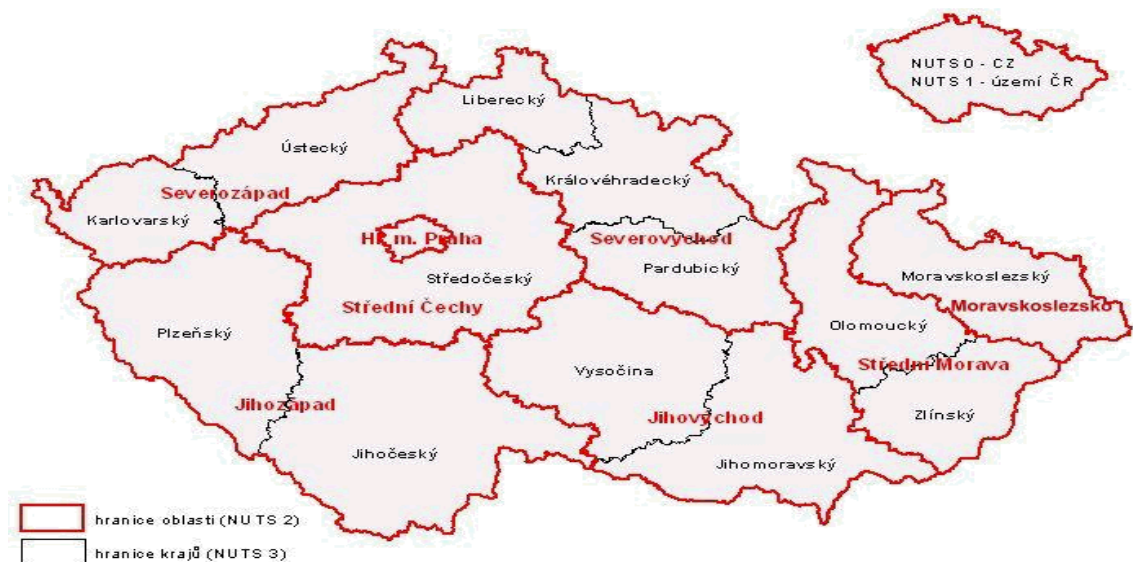 NUTS 0 - CZ
NUTS 1 - území ČR
Liberecký
Ústecký
Královéhradecký
Severozápad
Karlovarský
Hl. m. Praha
Severovýchod
Středočeský
Pardubický
Moravskoslezský
Střední Čechy
Moravskoslezsko
Plzeňský
Olomoucký
Vysočina
Střední Morava
Jihozápad
Jihovýchod
Zlínský
Jihočeský
Jihomoravský
hranice oblastí (NUTS 2)
hranice krajů (NUTS 3)